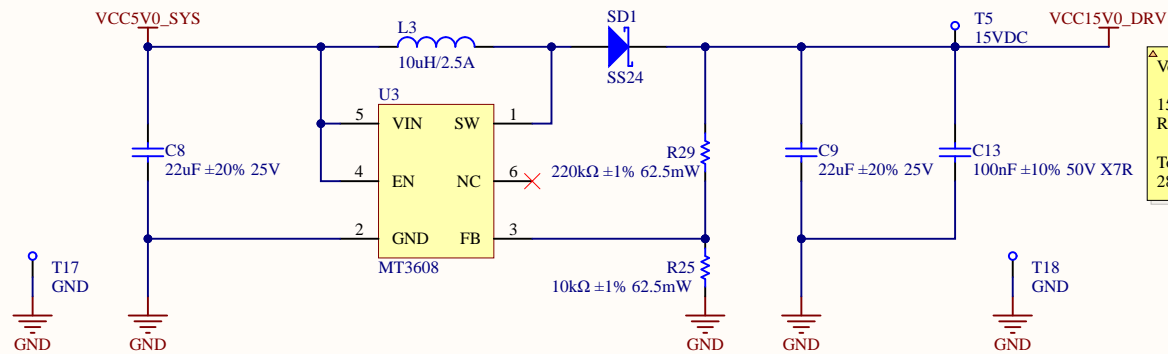 VCC5V0_SYS
L3
10uH/2.5A
SD1
SS24
T5
15VDC
VCC15V0_DRV
U3
5
VIN
SW
1
4
EN
NC
6
2
GND
FB
3
MT3608
C8
22uF ±20% 25V
R29
220kΩ ±1% 62.5mW
C9
22uF ±20% 25V
C13
100nF ±10% 50V X7R
R25
10kΩ ±1% 62.5mW
T17
GND
T18
GND
GND
GND
GND
GND
GND
15
R
28